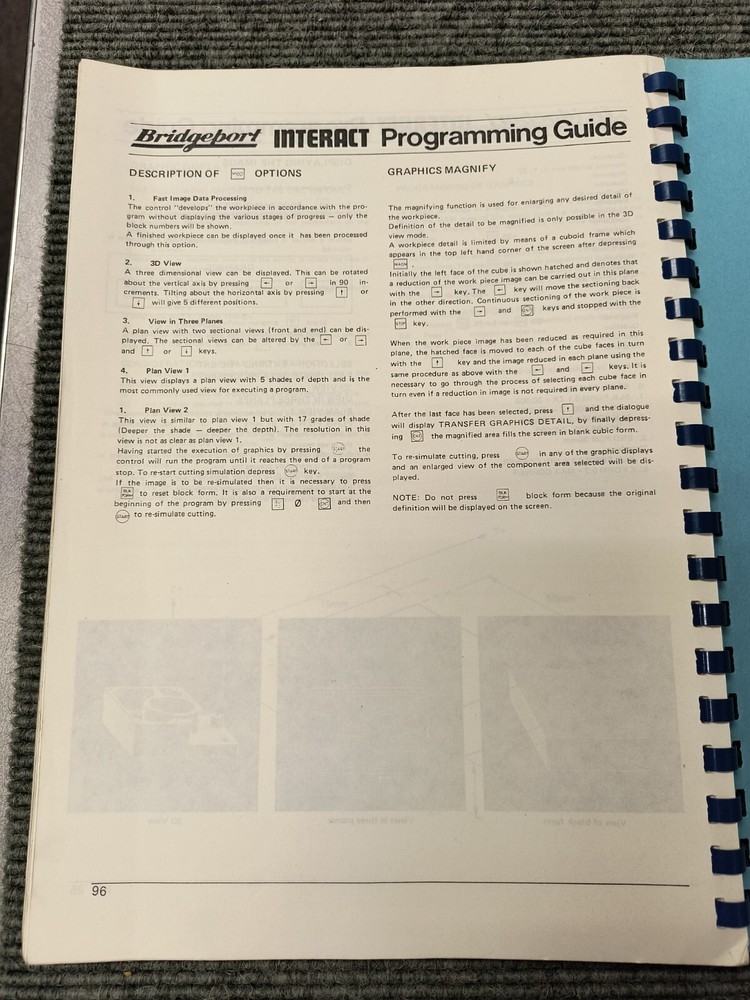 Bridgeport INTERACT Programming Guide
DESCRIPTION OF MOD OPTIONS
1. Fast Image Data Processing
The control "develops" the workpiece in accordance with the pro-
gram without displaying the various stages of progress — only the
block numbers will be shown.
A finished workpiece can be displayed once it has been processed
through this option.
2. 3D View
A three dimensional view can be displayed. This can be rotated
about the vertical axis by pressing ← or → in 90 in-
crements. Tilting about the horizontal axis by pressing ↑ or
↓ will give 5 different positions.
3. View in Three Planes
A plan view with two sectional views (front and end) can be dis-
played. The sectional views can be altered by the ← or →
and ↑ or ↓ keys.
4. Plan View 1
This view displays a plan view with 5 shades of depth and is the
most commonly used view for executing a program.
1. Plan View 2
This view is similar to plan view 1 but with 17 grades of shade
(Deeper the shade — deeper the depth). The resolution in this
view is not as clear as plan view 1.
Having started the execution of graphics by pressing START the
control will run the program until it reaches the end of a program
stop. To re-start cutting simulation depress START key.
If the image is to be re-simulated then it is necessary to press
BLK FORM to reset block form. It is also a requirement to start at the
beginning of the program by pressing Ø ENT and then
START to re-simulate cutting.
GRAPHICS MAGNIFY
The magnifying function is used for enlarging any desired detail of
the workpiece.
Definition of the detail to be magnified is only possible in the 3D
view mode.
A workpiece detail is limited by means of a cuboid frame which
appears in the top left hand corner of the screen after depressing
MAGN .
Initially the left face of the cube is shown hatched and denotes that
a reduction of the work piece image can be carried out in this plane
with the → key. The ← key will move the sectioning back
in the other direction. Continuous sectioning of the work piece is
performed with the → and ENT keys and stopped with the
STOP key.
When the work piece image has been reduced as required in this
plane, the hatched face is moved to each of the cube faces in turn
with the ↑ key and the image reduced in each plane using the
same procedure as above with the ← and → keys. It is
necessary to go through the process of selecting each cube face in
turn even if a reduction in image is not required in every plane.
After the last face has been selected, press ↑ and the dialogue
will display TRANSFER GRAPHICS DETAIL, by finally depress-
ing ENT the magnified area fills the screen in blank cubic form.
To re-simulate cutting, press START in any of the graphic displays
and an enlarged view of the component area selected will be dis-
played.
NOTE: Do not press BLK FORM block form because the original
definition will be displayed on the screen.
96